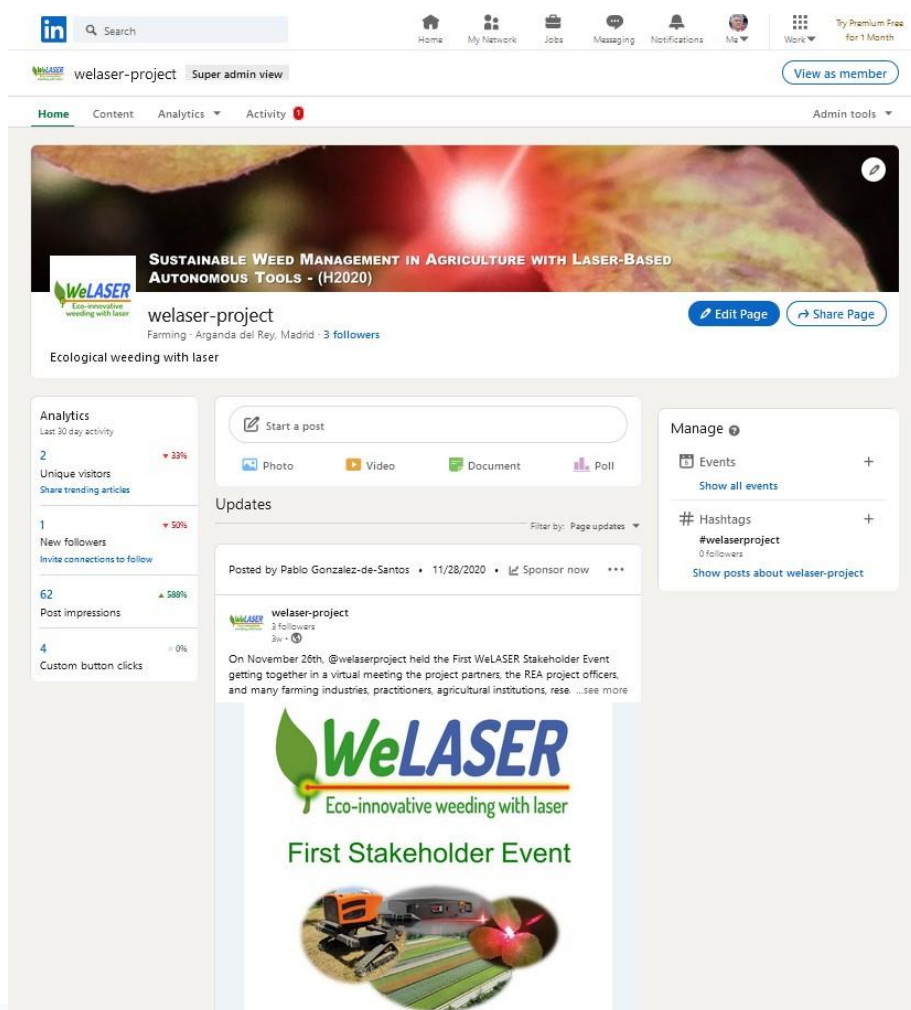 in
Search
Home
My Network
Jobs
Messaging
Notifications
Me
Work
Try Premium Free
for 1 Month
WeLASER
welaser-project
Super admin view
View as member
Home
Content
Analytics
Activity 1
Admin tools
SUSTAINABLE WEED MANAGEMENT IN AGRICULTURE WITH LASER-BASED
AUTONOMOUS TOOLS - (H2020)
WeLASER
Eco-innovative
weeding with laser
welaser-project
Farming · Arganda del Rey, Madrid · 3 followers
Edit Page
Share Page
Ecological weeding with laser
Analytics
Last 30 day activity
2
33%
Unique visitors
Share trending articles
1
50%
New followers
Invite connections to follow
62
Post impressions
4
0%
Custom button clicks
Start a post
Photo
Video
Document
Poll
Updates
Filter by: Page updates
Posted by Pablo Gonzalez-de-Santos • 11/28/2020 • Sponsor now •••
WeLASER
welaser-project
3 followers
3w •
On November 26th, @welaserproject held the First WeLASER Stakeholder Event
getting together in a virtual meeting the project partners, the REA project officers,
and many farming industries, practitioners, agricultural institutions, rese. ...see more
WeLASER
Eco-innovative weeding with laser
First Stakeholder Event
Manage
Events +
Show all events
# Hashtags +
#welaserproject
0 followers
Show posts about welaser-project